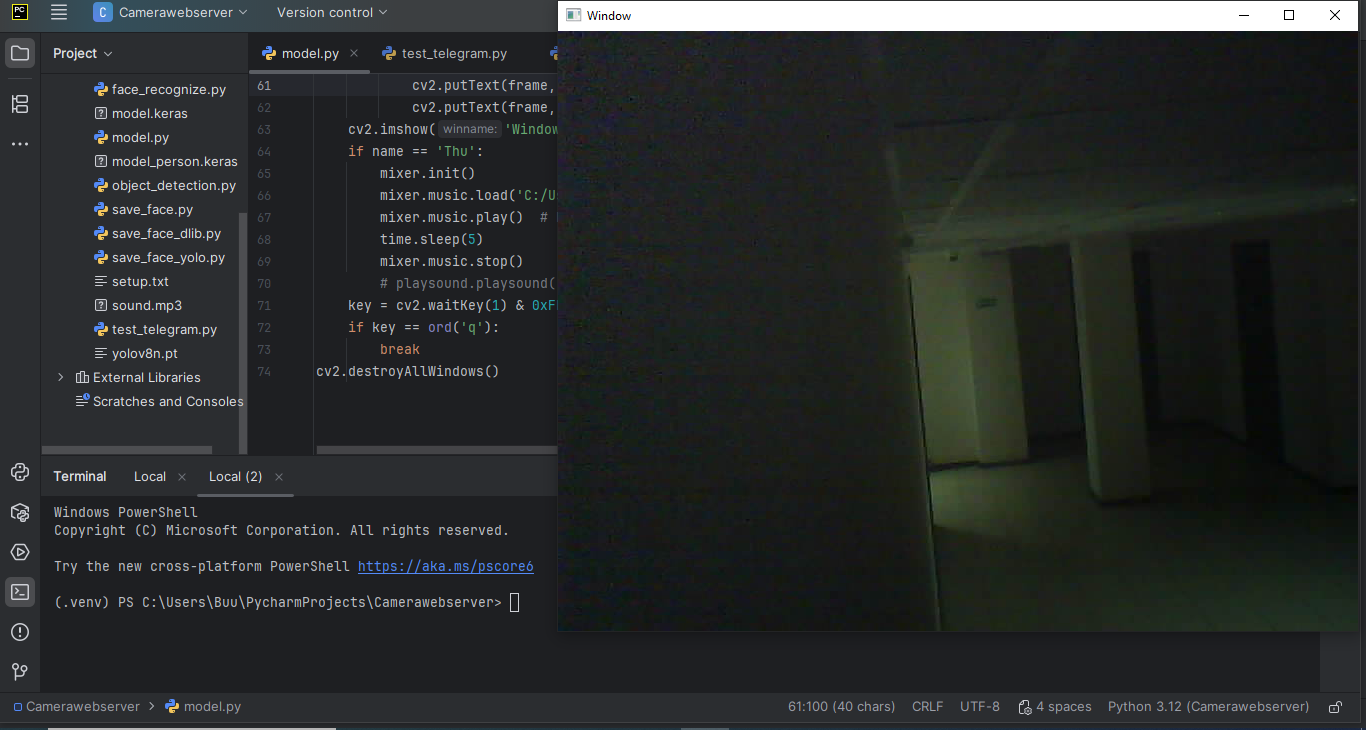 PC
C Camerawebserver Version control
Window
Project
model.py
test_telegram.py
face_recognize.py
model.keras
model.py
model_person.keras
object_detection.py
save_face.py
save_face_dlib.py
save_face_yolo.py
setup.txt
sound.mp3
test_telegram.py
yolov8n.pt
External Libraries
Scratches and Consoles
61 cv2.putText(frame,
62 cv2.putText(frame,
63 cv2.imshow( winname: 'Window
64 if name == 'Thu':
65 mixer.init()
66 mixer.music.load('C:/U
67 mixer.music.play() #
68 time.sleep(5)
69 mixer.music.stop()
70 # playsound.playsound(
71 key = cv2.waitKey(1) & 0xF
72 if key == ord('q'):
73 break
74 cv2.destroyAllWindows()
Terminal Local Local (2)
Windows PowerShell
Copyright (C) Microsoft Corporation. All rights reserved.
Try the new cross-platform PowerShell https://aka.ms/pscore6
(.venv) PS C:\Users\Buu\PycharmProjects\Camerawebserver>
Camerawebserver > model.py
61:100 (40 chars) CRLF UTF-8 4 spaces Python 3.12 (Camerawebserver)